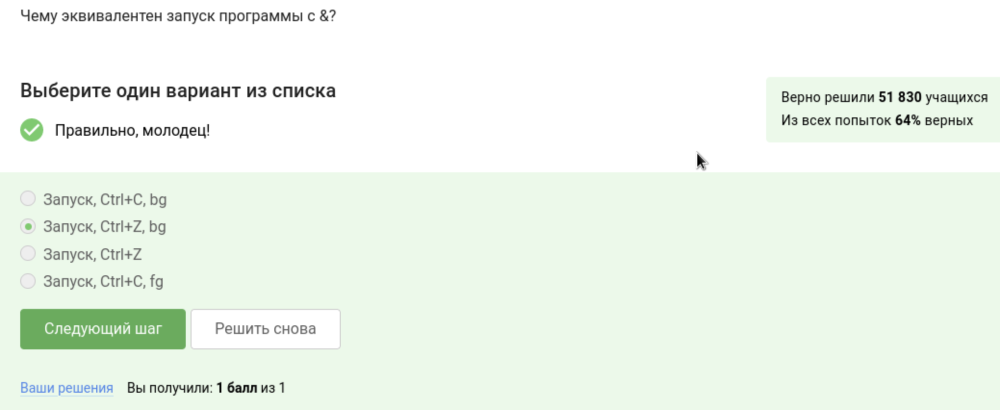 Чему эквивалентен запуск программы с &?
Выберите один вариант из списка
Правильно, молодец!
Верно решили 51 830 учащихся
Из всех попыток 64% верных
Запуск, Ctrl+C, bg
Запуск, Ctrl+Z, bg
Запуск, Ctrl+Z
Запуск, Ctrl+C, fg
Следующий шаг
Решить снова
Ваши решения Вы получили: 1 балл из 1